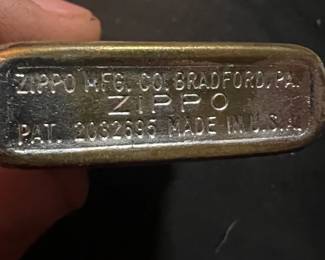 ZIPPO MFG. CO. BRADFORD, PA.
ZIPPO
PAT. 2032695 MADE IN U.S.A.